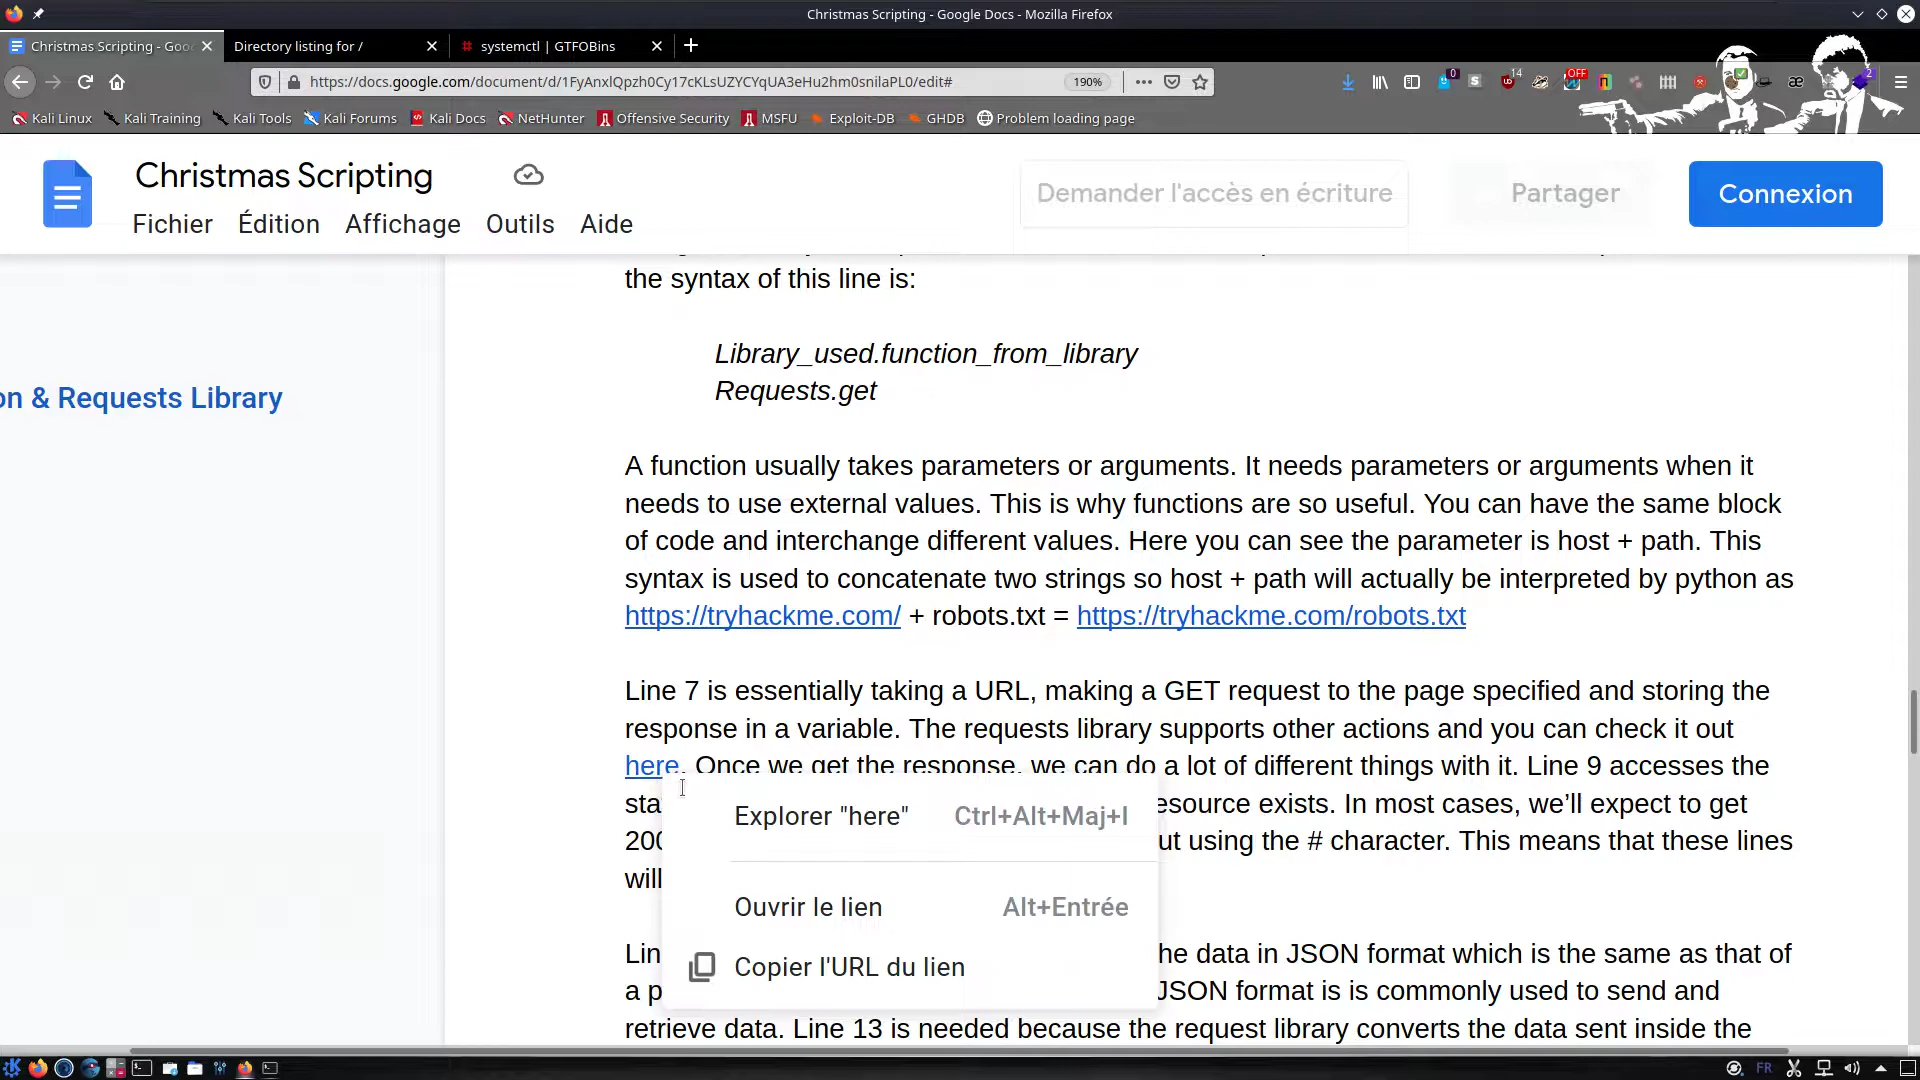 Christmas Scripting - Google Docs - Mozilla Firefox
Christmas Scripting - Goo
Directory listing for /
systemctl | GTFOBins
https://docs.google.com/document/d/1FyAnxlQpzh0Cy17cKLsUZYCYqUA3eHu2hm0snilaPL0/edit#
190%
0
14
OFF
2
Kali Linux
Kali Training
Kali Tools
Kali Forums
Kali Docs
NetHunter
Offensive Security
MSFU
Exploit-DB
GHDB
Problem loading page
Christmas Scripting
Demander l'accès en écriture
Partager
Connexion
Fichier
Édition
Affichage
Outils
Aide
on & Requests Library
the syntax of this line is:
Library_used.function_from_library
Requests.get
A function usually takes parameters or arguments. It needs parameters or arguments when it
needs to use external values. This is why functions are so useful. You can have the same block
of code and interchange different values. Here you can see the parameter is host + path. This
syntax is used to concatenate two strings so host + path will actually be interpreted by python as
https://tryhackme.com/ + robots.txt = https://tryhackme.com/robots.txt
Line 7 is essentially taking a URL, making a GET request to the page specified and storing the
response in a variable. The requests library supports other actions and you can check it out
here. Once we get the response, we can do a lot of different things with it. Line 9 accesses the
sta esource exists. In most cases, we’ll expect to get
200 ut using the # character. This means that these lines
will
Lin he data in JSON format which is the same as that of
a p JSON format is is commonly used to send and
retrieve data. Line 13 is needed because the request library converts the data sent inside the
Explorer "here" Ctrl+Alt+Maj+I
Ouvrir le lien Alt+Entrée
Copier l'URL du lien
FR